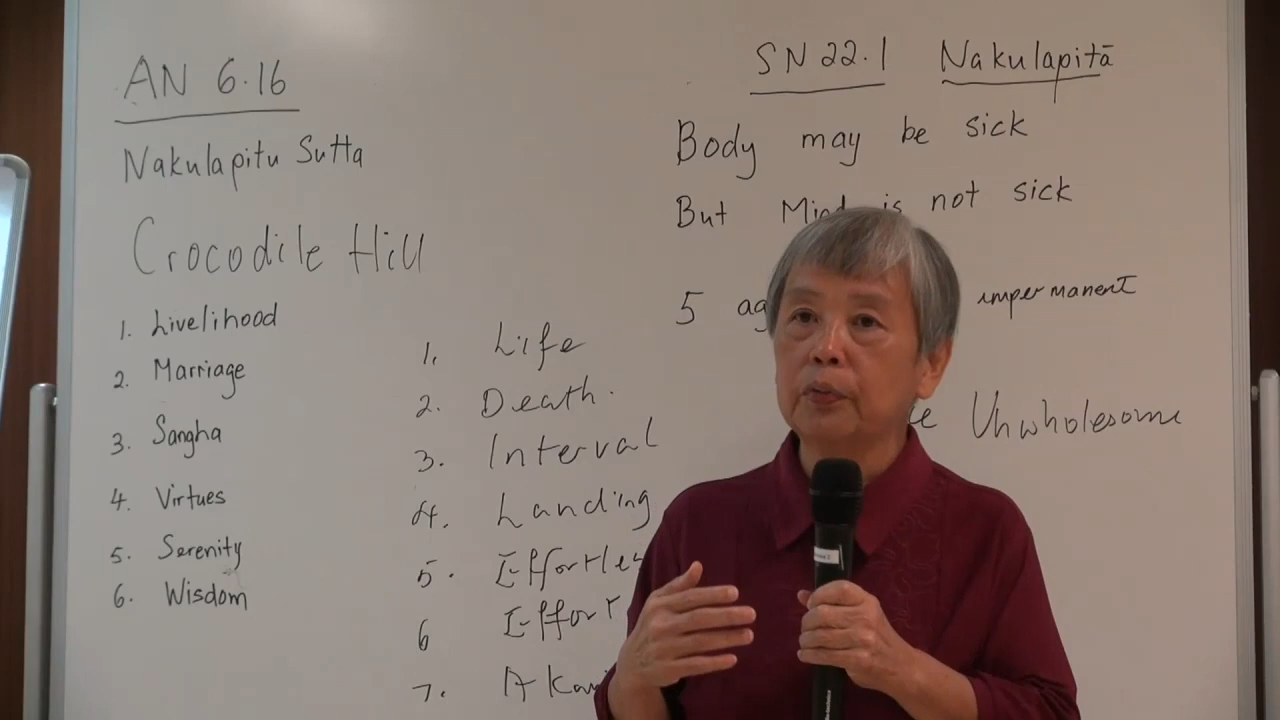 AN 6.16
Nakulapitu Sutta
Crocodile Hill
1. Livelihood
2. Marriage
3. Sangha
4. Virtues
5. Serenity
6. Wisdom
1. Life
2. Death.
3. Interval
4. Landing
5.
6 Effort
7.
SN 22.1 Nakulapitā
Body may be sick
But is not sick
5 impermanent
Unwholesome